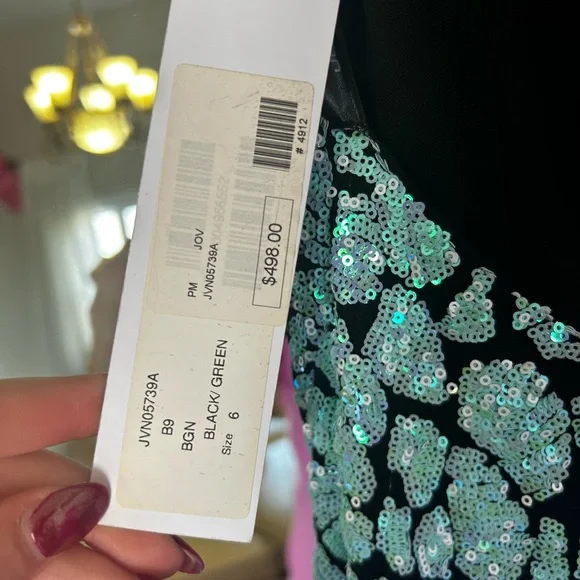 # 4912
$498.00
PM JOV
JVN05739A
JVN05739A
B9
BGN
BLACK/ GREEN
Size 6